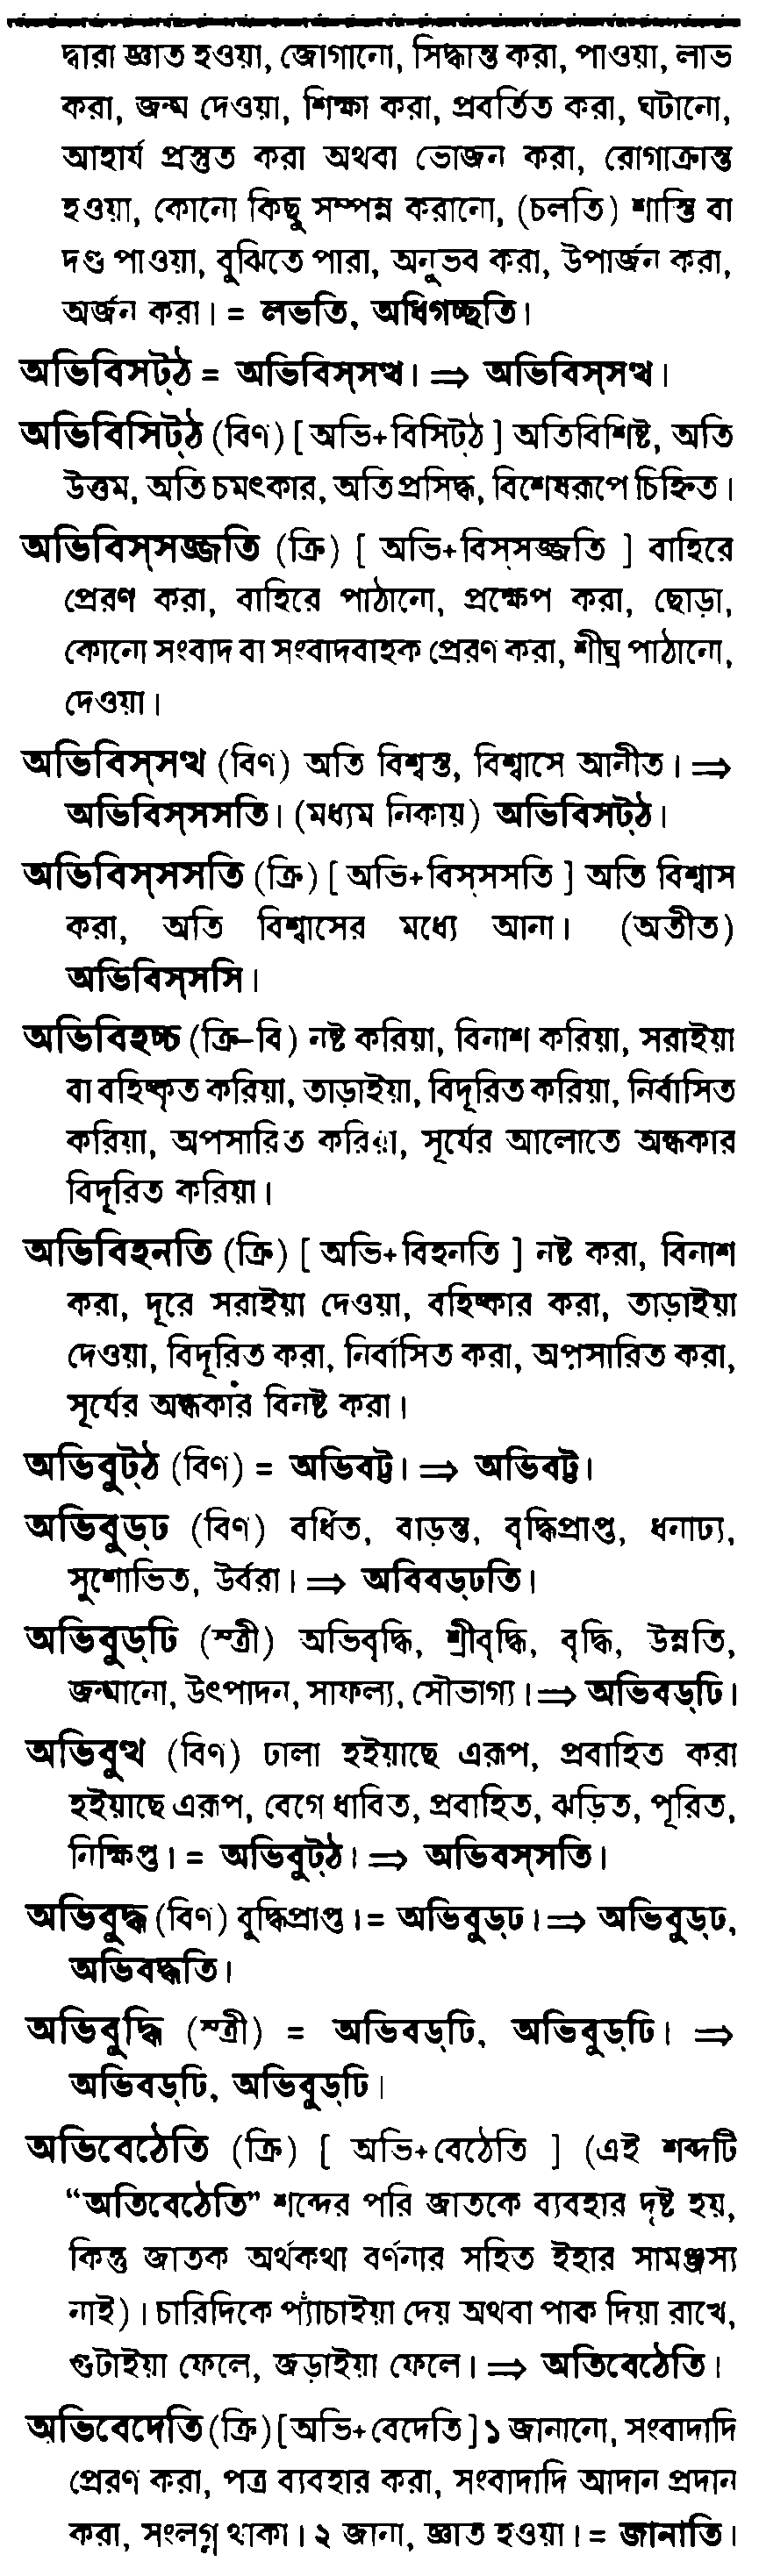 দ্বারা জ্ঞাত হওয়া, জোগানো, সিদ্ধান্ত করা, পাওয়া, লাভ
করা, জন্ম দেওয়া, শিক্ষা করা, প্রবর্তিত করা, ঘটানো,
আহার্য প্রস্তুত করা অথবা ভোজন করা, রোগাক্রান্ত
হওয়া, কোনো কিছু সম্পন্ন করানো, (চলতি) শাস্তি বা
দণ্ড পাওয়া, বুঝিতে পারা, অনুভব করা, উপার্জন করা,
অর্জন করা। = লভতি, অধিগচ্ছতি।
অভিবিসট্ঠ = অভিবিস্সত্থ। ⇒ অভিবিস্সত্থ।
অভিবিসিট্ঠ (বিণ) [ অভি+বিসিট্ঠ ] অতিবিশিষ্ট, অতি
উত্তম, অতি চমৎকার, অতি প্রসিদ্ধ, বিশেষরূপে চিহ্নিত।
অভিবিস্সজ্জতি (ক্রি) [ অভি+বিস্সজ্জতি ] বাহিরে
প্রেরণ করা, বাহিরে পাঠানো, প্রক্ষেপ করা, ছোড়া,
কোনো সংবাদ বা সংবাদবাহক প্রেরণ করা, শীঘ্র পাঠানো,
দেওয়া।
অভিবিস্সত্থ (বিণ) অতি বিশ্বস্ত, বিশ্বাসে আনীত। ⇒
অভিবিস্সসতি। (মধ্যম নিকায়) অভিবিসট্ঠ।
অভিবিস্সসতি (ক্রি) [ অভি+বিস্সসতি ] অতি বিশ্বাস
করা, অতি বিশ্বাসের মধ্যে আনা। (অতীত)
অভিবিস্সসি।
অভিবিহচ্চ (ক্রি-বি) নষ্ট করিয়া, বিনাশ করিয়া, সরাইয়া
বা বহিষ্কৃত করিয়া, তাড়াইয়া, বিদূরিত করিয়া, নির্বাসিত
করিয়া, অপসারিত করিয়া, সূর্যের আলোতে অন্ধকার
বিদূরিত করিয়া।
অভিবিহনতি (ক্রি) [ অভি+বিহনতি ] নষ্ট করা, বিনাশ
করা, দূরে সরাইয়া দেওয়া, বহিষ্কার করা, তাড়াইয়া
দেওয়া, বিদূরিত করা, নির্বাসিত করা, অপসারিত করা,
সূর্যের অন্ধকার বিনষ্ট করা।
অভিবুট্ঠ (বিণ) = অভিবট্ট। ⇒ অভিবট্ট।
অভিবুড্ঢ (বিণ) বর্ধিত, বাড়ন্ত, বৃদ্ধিপ্রাপ্ত, ধনাঢ্য,
সুশোভিত, উর্বরা। ⇒ অবিবড্ঢতি।
অভিবুড্ঢি (স্ত্রী) অভিবৃদ্ধি, শ্রীবৃদ্ধি, বৃদ্ধি, উন্নতি,
জন্মানো, উৎপাদন, সাফল্য, সৌভাগ্য। ⇒ অভিবড্ঢি।
অভিবুত্থ (বিণ) ঢালা হইয়াছে এরূপ, প্রবাহিত করা
হইয়াছে এরূপ, বেগে ধাবিত, প্রবাহিত, ঝড়িত, পূরিত,
নিক্ষিপ্ত। = অভিবুট্ঠ। ⇒ অভিবস্সতি।
অভিবুদ্ধ (বিণ) বুদ্ধিপ্রাপ্ত। = অভিবুড্ঢ। ⇒ অভিবুড্ঢ,
অভিবদ্ধতি।
অভিবুদ্ধি (স্ত্রী) = অভিবড্ঢি, অভিবুড্ঢি। ⇒
অভিবড্ঢি, অভিবুড্ঢি।
অভিবেঠেতি (ক্রি) [ অভি+বেঠেতি ] (এই শব্দটি
“অতিবেঠেতি” শব্দের পরি জাতকে ব্যবহার দৃষ্ট হয়,
কিন্তু জাতক অর্থকথা বর্ণনার সহিত ইহার সামঞ্জস্য
নাই)। চারিদিকে প্যাঁচাইয়া দেয় অথবা পাক দিয়া রাখে,
গুটাইয়া ফেলে, জড়াইয়া ফেলে। ⇒ অতিবেঠেতি।
অভিবেদেতি (ক্রি) [অভি+বেদেতি] ১ জানানো, সংবাদাদি
প্রেরণ করা, পত্র ব্যবহার করা, সংবাদাদি আদান প্রদান
করা, সংলগ্ন থাকা। ২ জানা, জ্ঞাত হওয়া। = জানাতি।